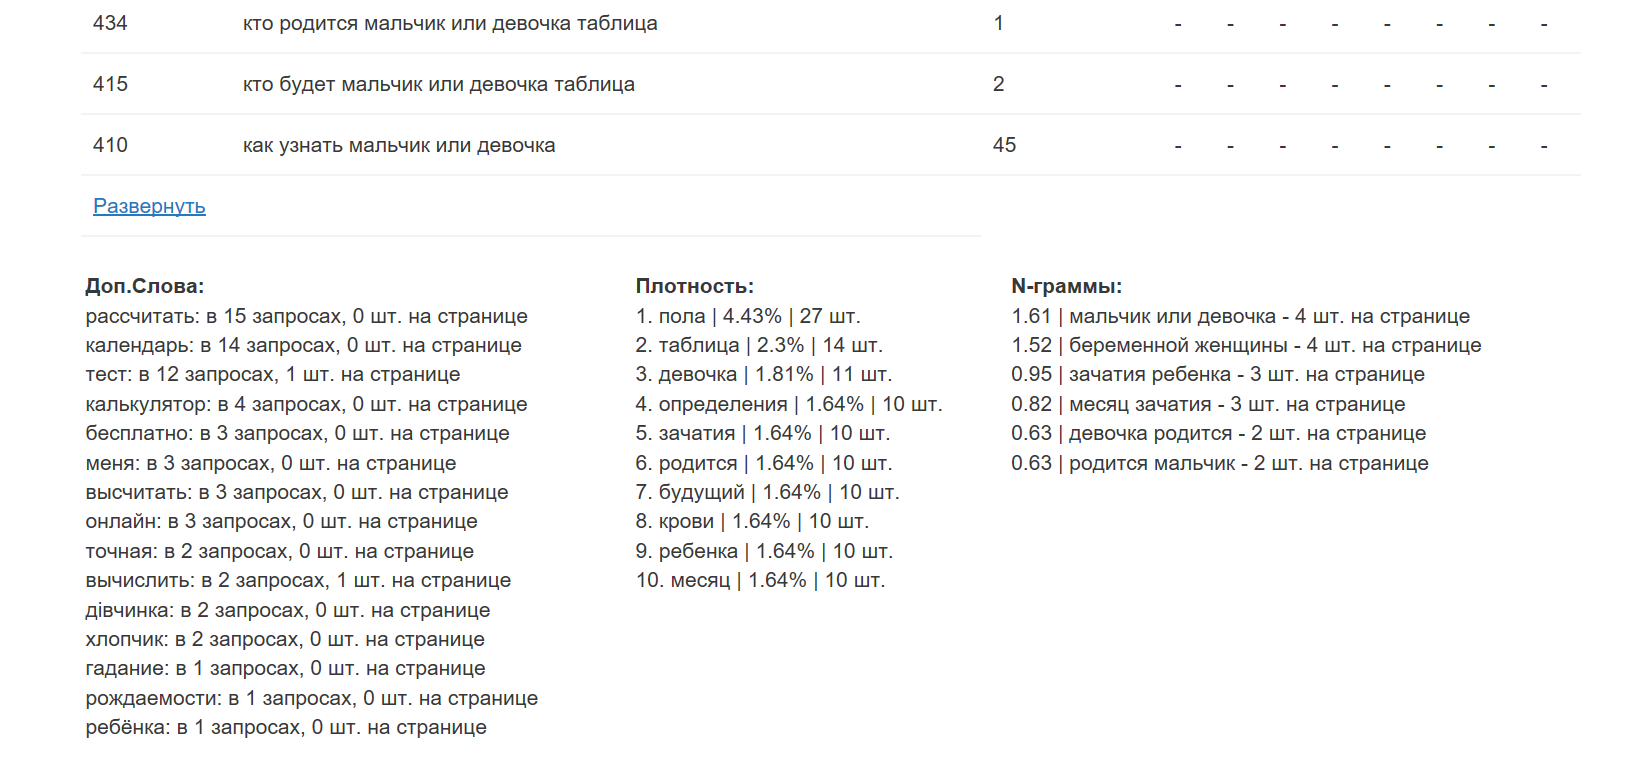 434 кто родится мальчик или девочка таблица 1 - - - - - - - -
415 кто будет мальчик или девочка таблица 2 - - - - - - - -
410 как узнать мальчик или девочка 45 - - - - - - - -
Развернуть
Доп.Слова:
рассчитать: в 15 запросах, 0 шт. на странице
календарь: в 14 запросах, 0 шт. на странице
тест: в 12 запросах, 1 шт. на странице
калькулятор: в 4 запросах, 0 шт. на странице
бесплатно: в 3 запросах, 0 шт. на странице
меня: в 3 запросах, 0 шт. на странице
высчитать: в 3 запросах, 0 шт. на странице
онлайн: в 3 запросах, 0 шт. на странице
точная: в 2 запросах, 0 шт. на странице
вычислить: в 2 запросах, 1 шт. на странице
дівчинка: в 2 запросах, 0 шт. на странице
хлопчик: в 2 запросах, 0 шт. на странице
гадание: в 1 запросах, 0 шт. на странице
рождаемости: в 1 запросах, 0 шт. на странице
ребёнка: в 1 запросах, 0 шт. на странице
Плотность:
1. пола | 4.43% | 27 шт.
2. таблица | 2.3% | 14 шт.
3. девочка | 1.81% | 11 шт.
4. определения | 1.64% | 10 шт.
5. зачатия | 1.64% | 10 шт.
6. родится | 1.64% | 10 шт.
7. будущий | 1.64% | 10 шт.
8. крови | 1.64% | 10 шт.
9. ребенка | 1.64% | 10 шт.
10. месяц | 1.64% | 10 шт.
N-граммы:
1.61 | мальчик или девочка - 4 шт. на странице
1.52 | беременной женщины - 4 шт. на странице
0.95 | зачатия ребенка - 3 шт. на странице
0.82 | месяц зачатия - 3 шт. на странице
0.63 | девочка родится - 2 шт. на странице
0.63 | родится мальчик - 2 шт. на странице